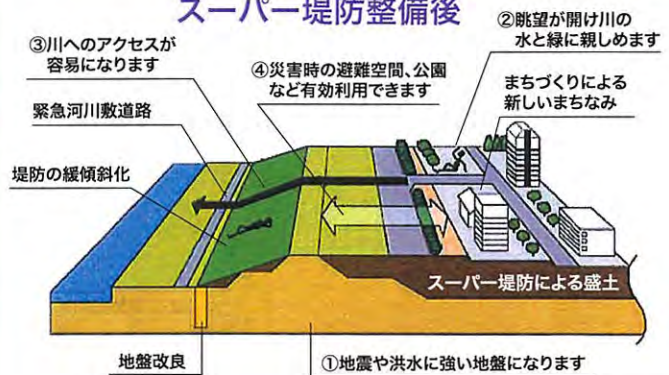 スーパー堤防整備後
②眺望が開け川の
水と緑に親しめます
③川へのアクセスが
容易になります
④災害時の避難空間、公園
など有効利用できます
まちづくりによる
新しいまちなみ
緊急河川敷道路
堤防の緩傾斜化
スーパー堤防による盛土
地盤改良
①地震や洪水に強い地盤になります